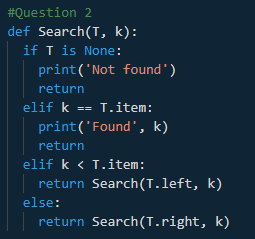 #Question 2
def Search(T, k):
  if T is None:
    print('Not found')
    return
  elif k == T.item:
    print('Found', k)
    return
  elif k < T.item:
    return Search(T.left, k)
  else:
    return Search(T.right, k)